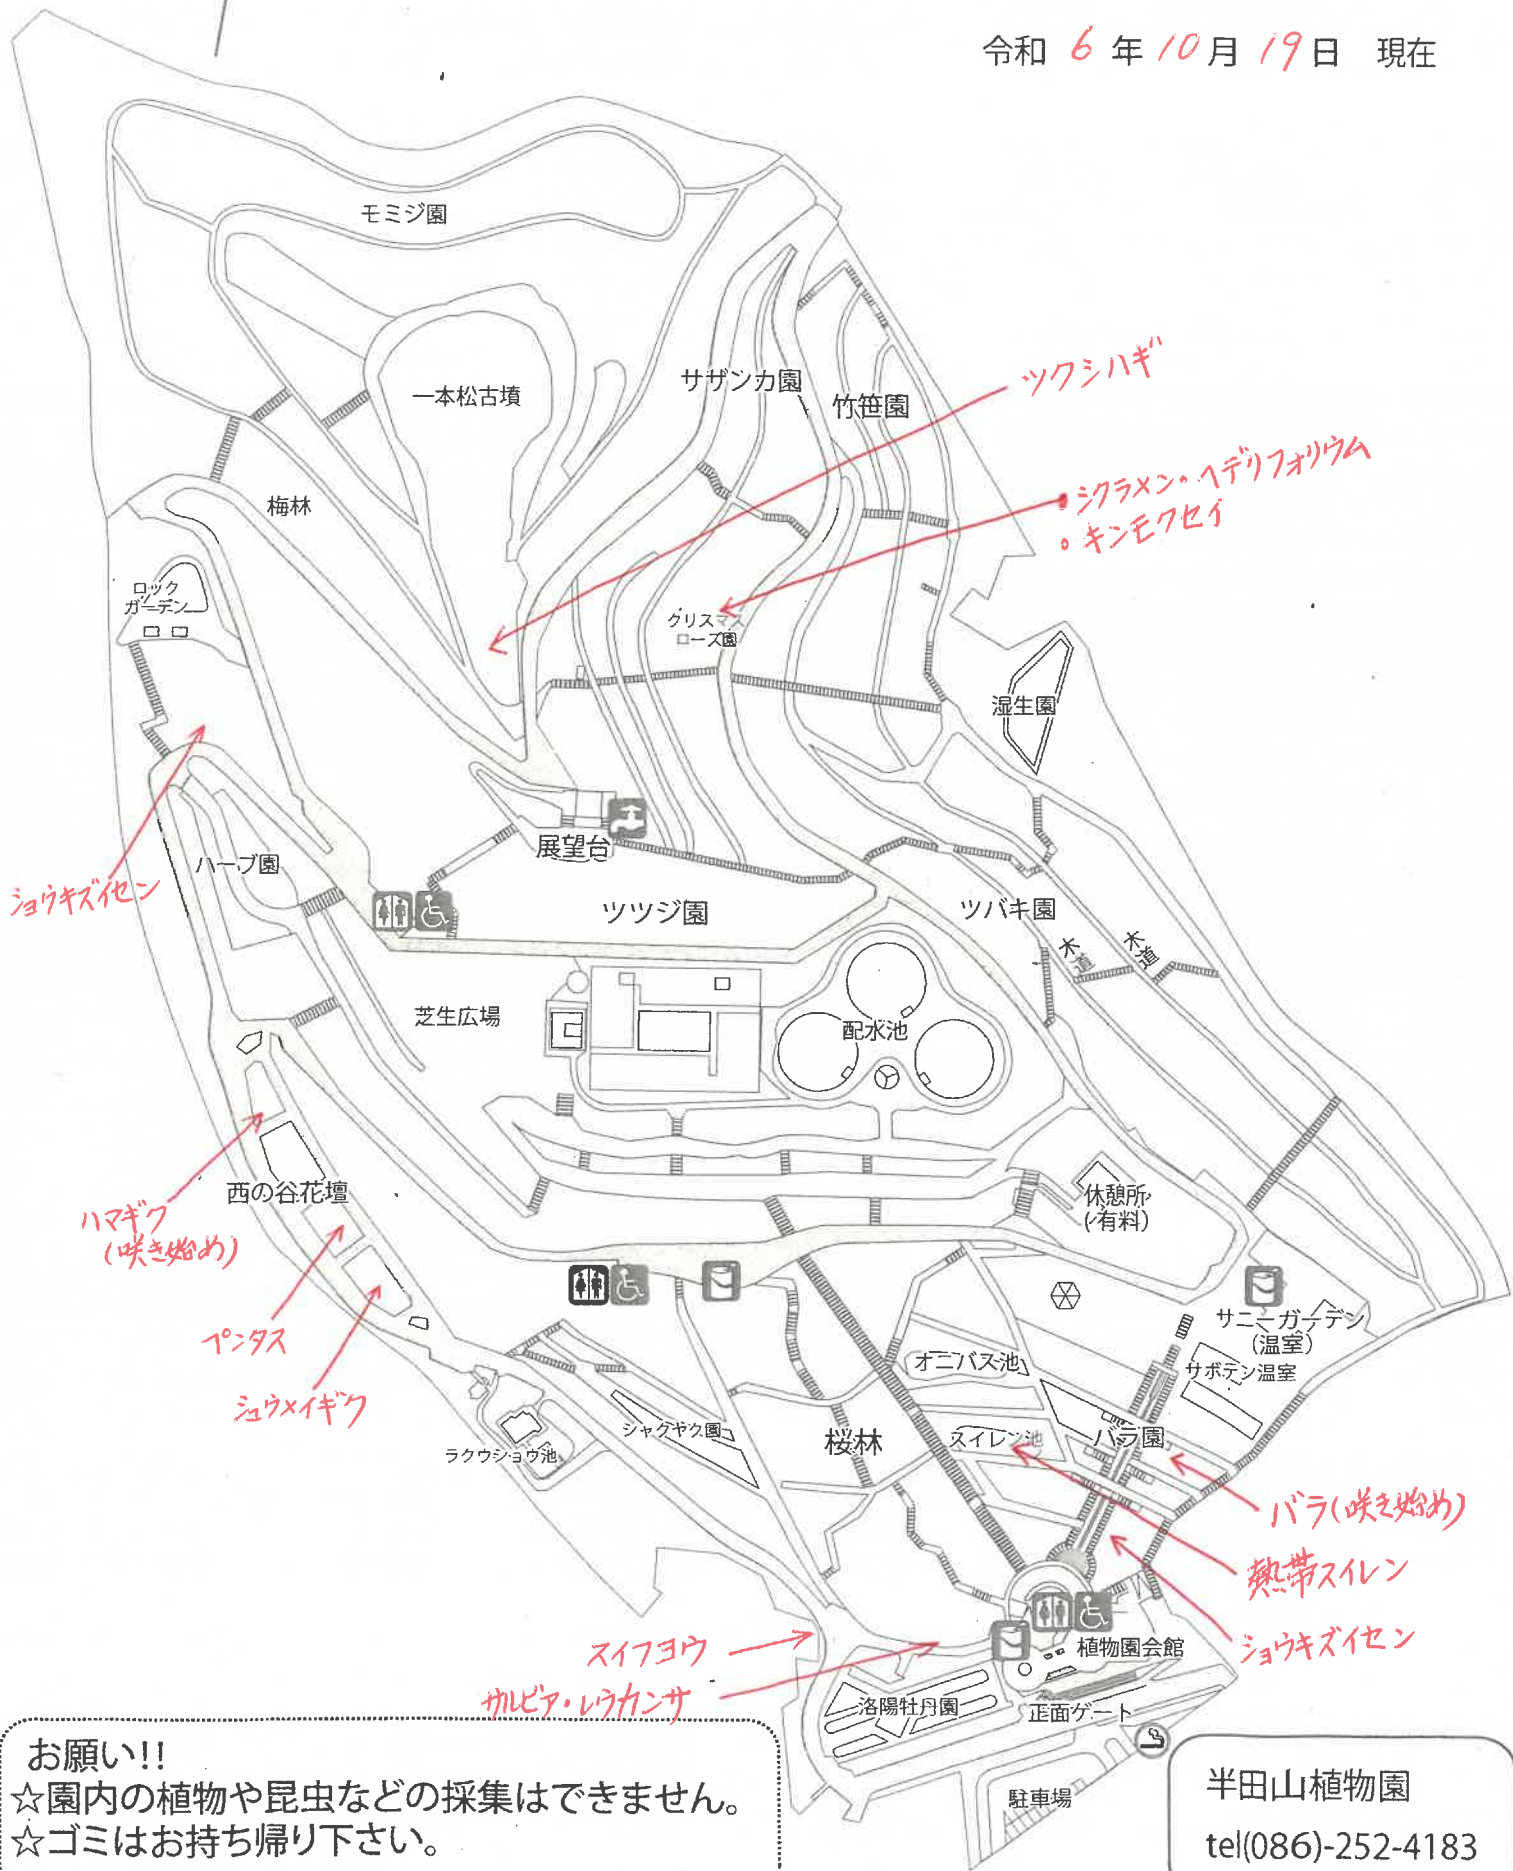 令和 6 年 10 月 19 日 現在
モミジ園
一本松古墳
サザンカ園
竹笹園
ツクシハギ
シクラメン・ヘデリフォリウム
キンモクセイ
梅林
ロック
ガーデン
クリスマス
ローズ園
湿生園
展望台
ハーブ園
ショウキズイセン
ツツジ園
ツバキ園
木道
木道
芝生広場
配水池
西の谷花壇
休憩所
(有料)
ハマギク
(咲き始め)
ペンタス
シュウメイギク
サニーガーデン
(温室)
サボテン温室
オニバス池
シャクヤク園
ラクウショウ池
桜林
スイレン池
バラ園
バラ(咲き始め)
熱帯スイレン
ショウキズイセン
スイフヨウ
サルビア・レウカンサ
植物園会館
洛陽牡丹園
正面ゲート
駐車場
お願い!!
☆園内の植物や昆虫などの採集はできません。
☆ゴミはお持ち帰り下さい。
半田山植物園
tel(086)-252-4183